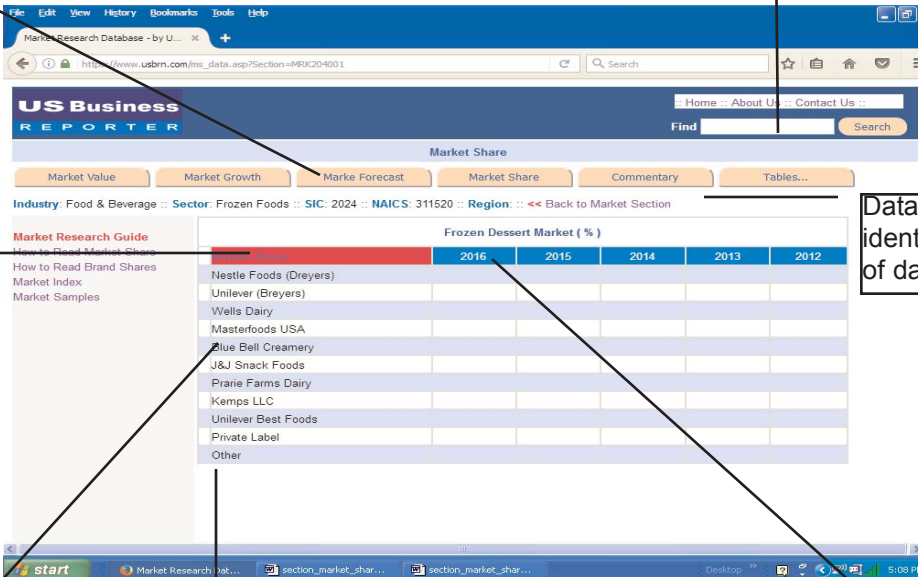 File Edit View History Bookmarks Tools Help
Market Research Database - by U...
https://www.usbrn.com/ms_data.asp?Section=MRK204001
Search
US Business
REPORTER
:: Home :: About Us :: Contact Us ::
Find
Search
Market Share
Market Value
Market Growth
Marke Forecast
Market Share
Commentary
Tables...
Industry: Food & Beverage :: Sector: Frozen Foods :: SIC: 2024 :: NAICS: 311520 :: Region: :: << Back to Market Section
Data
ident
of da
Market Research Guide
How to Read Market Share
How to Read Brand Shares
Market Index
Market Samples
Frozen Dessert Market ( % )
2016 2015 2014 2013 2012
Nestle Foods (Dreyers)
Unilever (Breyers)
Wells Dairy
Masterfoods USA
Blue Bell Creamery
J&J Snack Foods
Prarie Farms Dairy
Kemps LLC
Unilever Best Foods
Private Label
Other
start
Market Research Dat...
section_market_shar...
section_market_shar...
Desktop
5:08 P